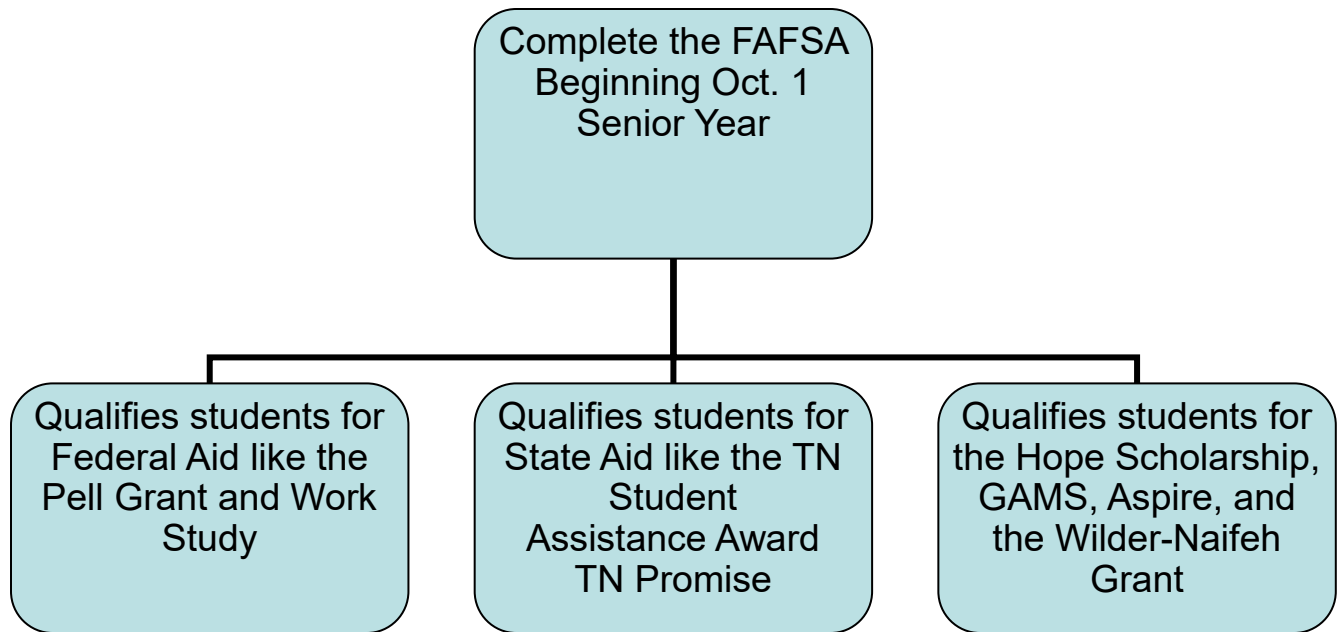 Complete the FAFSA
Beginning Oct. 1
Senior Year
Qualifies students for
Federal Aid like the
Pell Grant and Work
Study
Qualifies students for
State Aid like the TN
Student
Assistance Award
TN Promise
Qualifies students for
the Hope Scholarship,
GAMS, Aspire, and
the Wilder-Naifeh
Grant